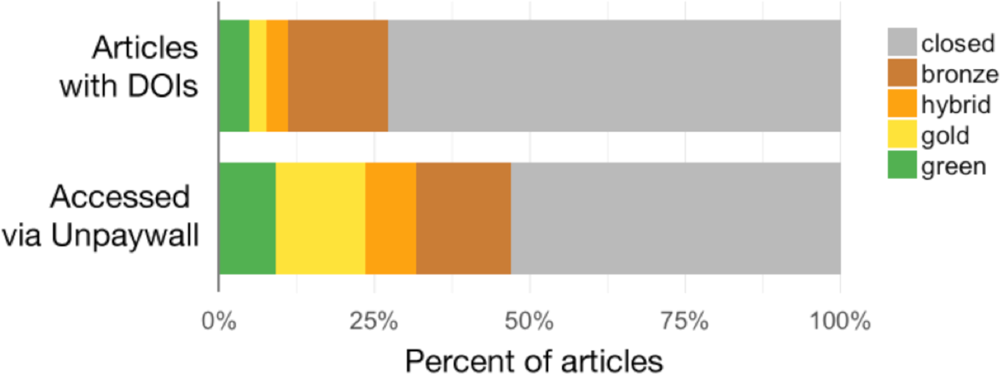 Articles
with DOIs
Accessed
via Unpaywall
closed
bronze
hybrid
gold
green
0% 25% 50% 75% 100%
Percent of articles